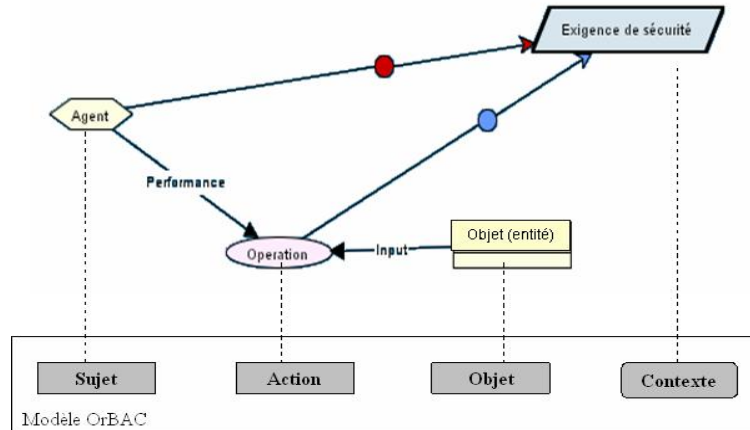 Exigence de sécurité
Agent
Performance
Operation
Input
Objet (entité)
Sujet
Action
Objet
Contexte
Modèle OrBAC